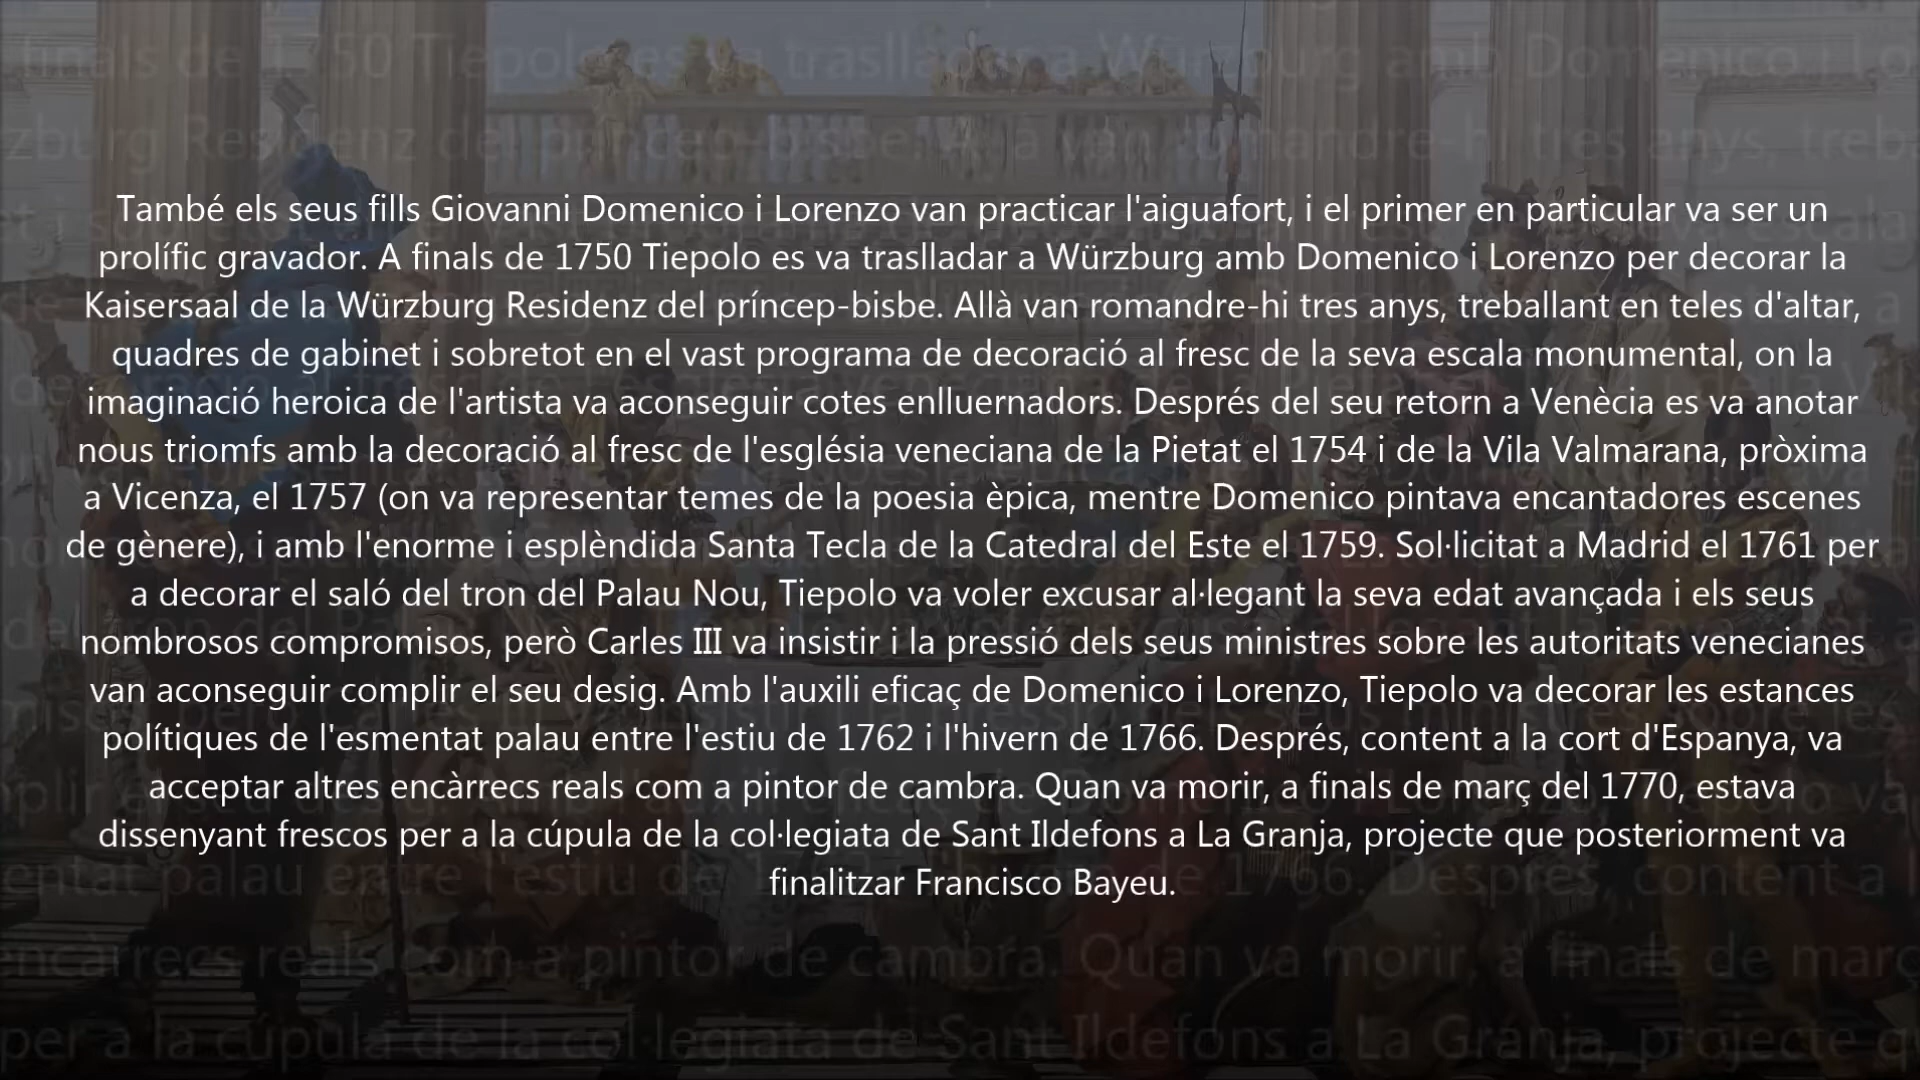 També els seus fills Giovanni Domenico i Lorenzo van practicar l'aiguafort, i el primer en particular va ser un
prolífic gravador. A finals de 1750 Tiepolo es va traslladar a Würzburg amb Domenico i Lorenzo per decorar la
Kaisersaal de la Würzburg Residenz del príncep-bisbe. Allà van romandre-hi tres anys, treballant en teles d'altar,
quadres de gabinet i sobretot en el vast programa de decoració al fresc de la seva escala monumental, on la
imaginació heroica de l'artista va aconseguir cotes enlluernadors. Després del seu retorn a Venècia es va anotar
nous triomfs amb la decoració al fresc de l'església veneciana de la Pietat el 1754 i de la Vila Valmarana, pròxima
a Vicenza, el 1757 (on va representar temes de la poesia èpica, mentre Domenico pintava encantadores escenes
de gènere), i amb l'enorme i esplèndida Santa Tecla de la Catedral del Este el 1759. Sol·licitat a Madrid el 1761 per
a decorar el saló del tron del Palau Nou, Tiepolo va voler excusar al·legant la seva edat avançada i els seus
nombrosos compromisos, però Carles III va insistir i la pressió dels seus ministres sobre les autoritats venecianes
van aconseguir complir el seu desig. Amb l'auxili eficaç de Domenico i Lorenzo, Tiepolo va decorar les estances
polítiques de l'esmentat palau entre l'estiu de 1762 i l'hivern de 1766. Després, content a la cort d'Espanya, va
acceptar altres encàrrecs reals com a pintor de cambra. Quan va morir, a finals de març del 1770, estava
dissenyant frescos per a la cúpula de la col·legiata de Sant Ildefons a La Granja, projecte que posteriorment va
finalitzar Francisco Bayeu.